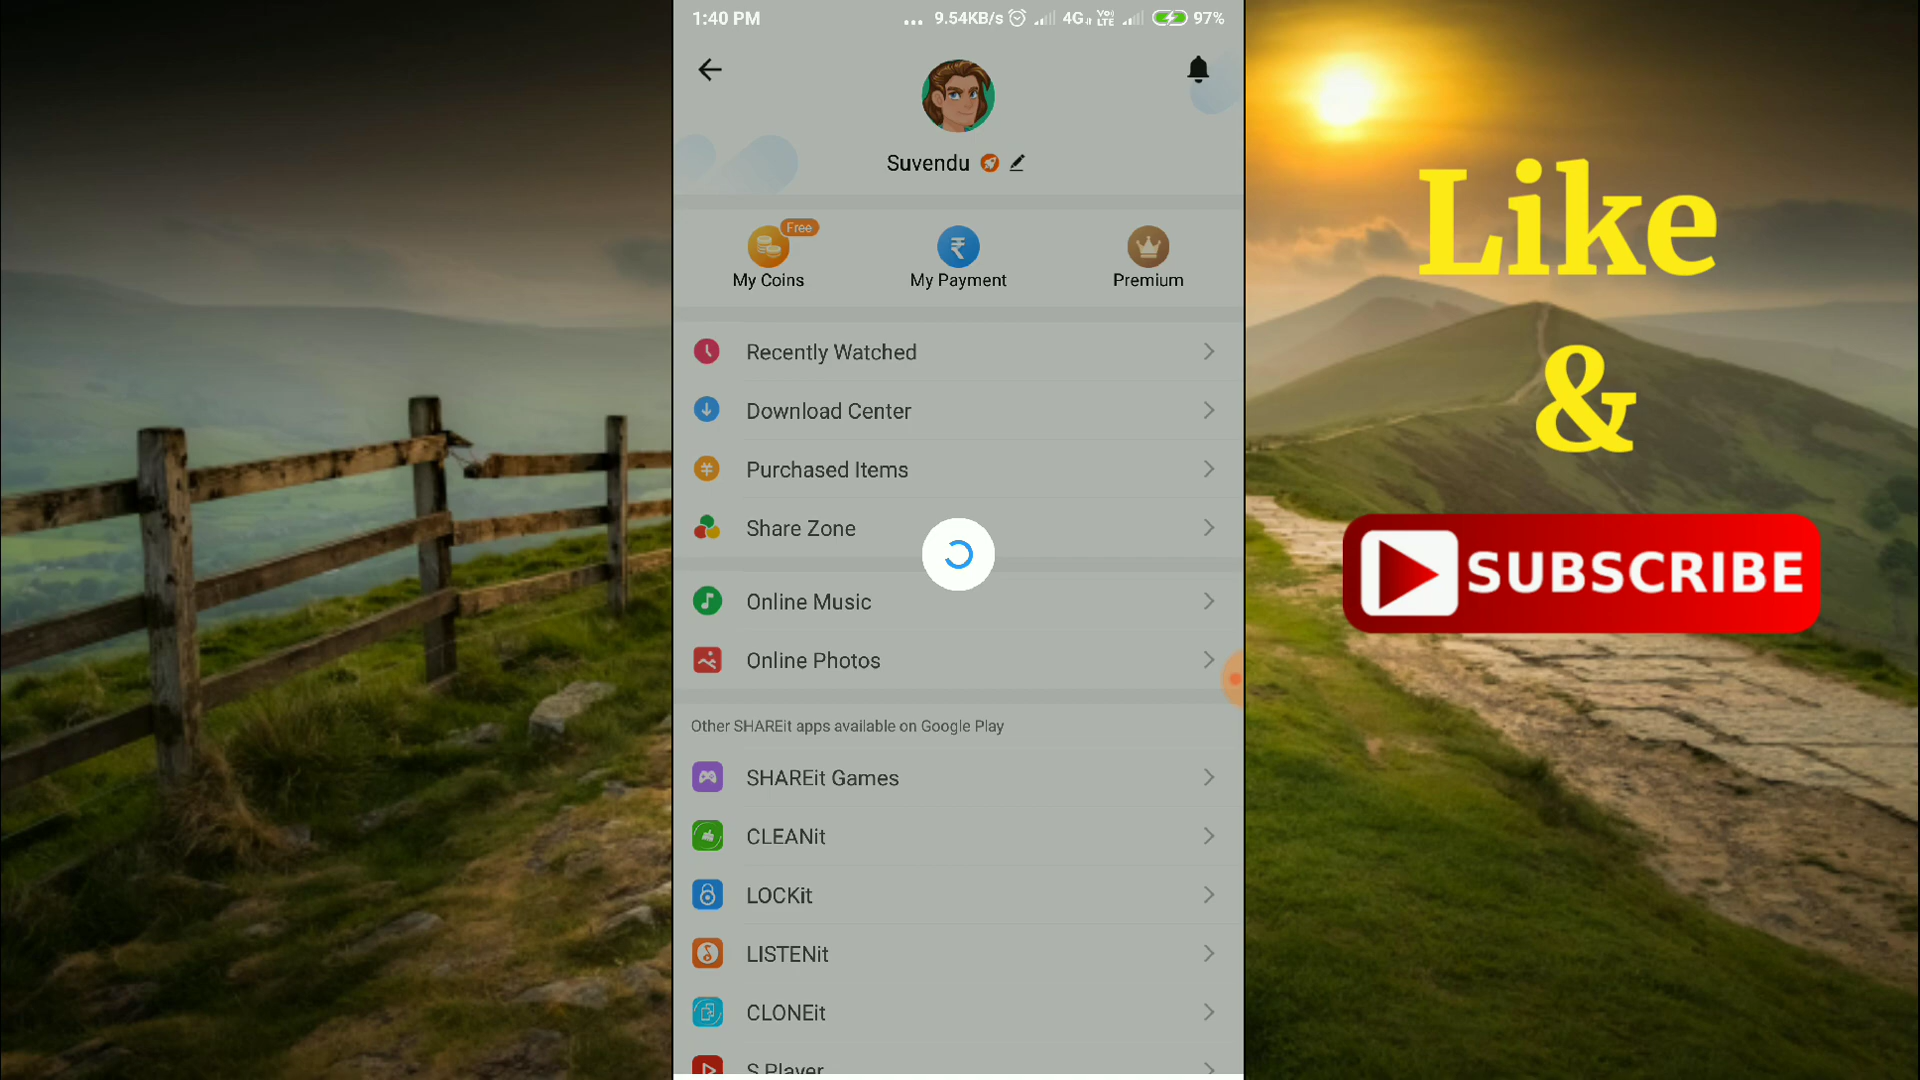 1:40 PM ... 9.54KB/s 4G Vo) LTE 97%
Suvendu
Free
My Coins
My Payment
Premium
Recently Watched
Download Center
Purchased Items
Share Zone
Online Music
Online Photos
Other SHAREit apps available on Google Play
SHAREit Games
CLEANit
LOCKit
LISTENit
CLONEit
S Player
Like
&
SUBSCRIBE